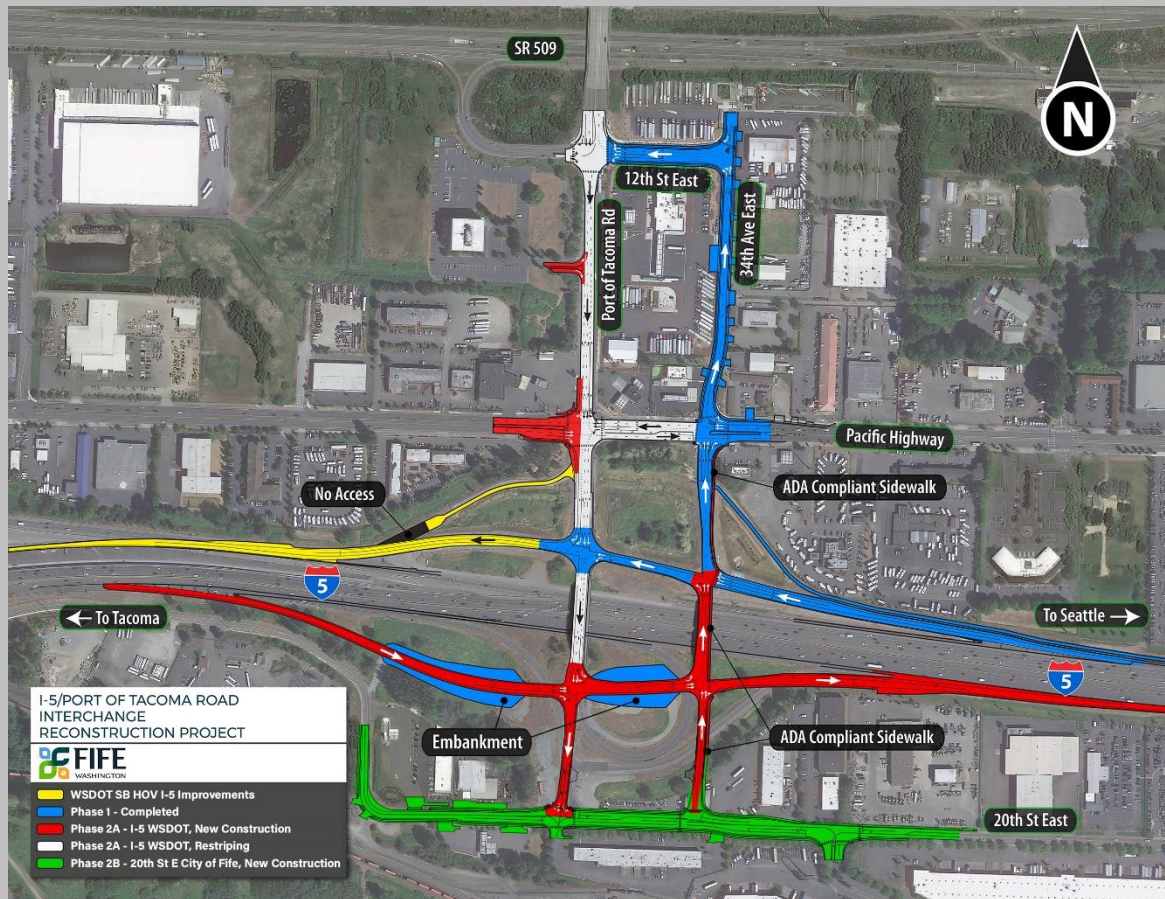 SR 509
N
12th St East
Port of Tacoma Rd
34th Ave East
Pacific Highway
No Access
ADA Compliant Sidewalk
5
To Tacoma
To Seattle
5
Embankment
ADA Compliant Sidewalk
20th St East
I-5/PORT OF TACOMA ROAD
INTERCHANGE
RECONSTRUCTION PROJECT
FIFE
WASHINGTON
WSDOT SB HOV I-5 Improvements
Phase 1 - Completed
Phase 2A - I-5 WSDOT, New Construction
Phase 2A - I-5 WSDOT, Restriping
Phase 2B - 20th St E City of Fife, New Construction